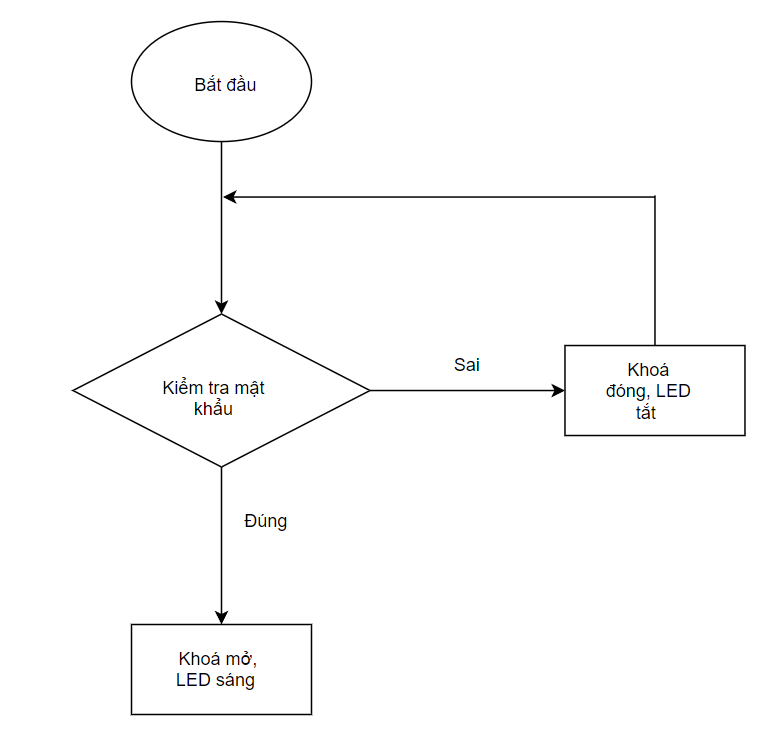 Bắt đầu
Kiểm tra mật
khẩu
Sai
Khoá
đóng, LED
tắt
Đúng
Khoá mở,
LED sáng